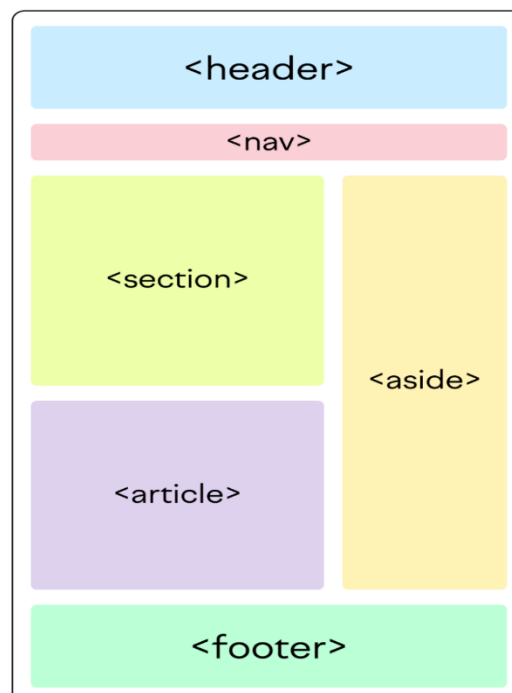 <header>
<nav>
<section>
<aside>
<article>
<footer>